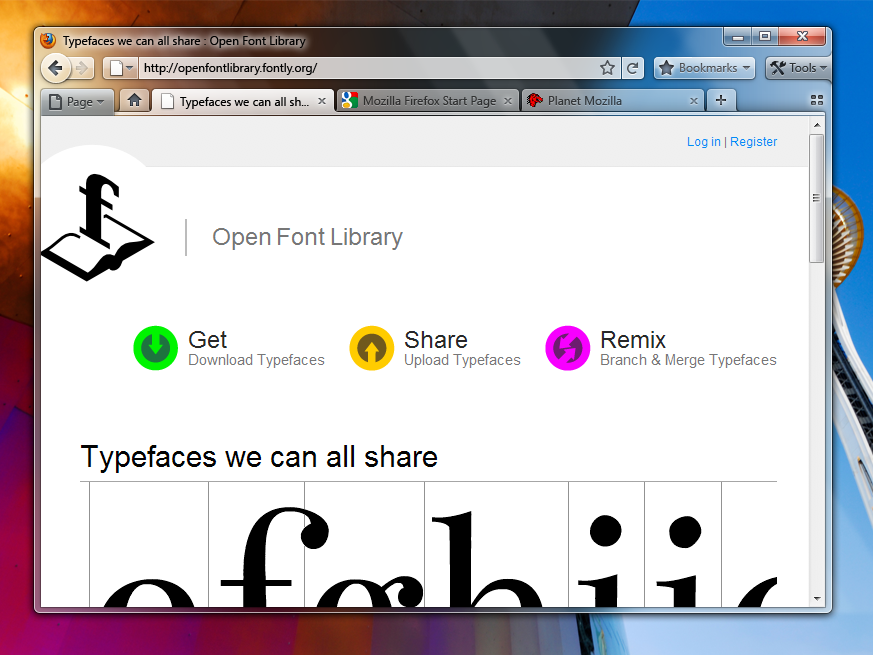 Typefaces we can all share : Open Font Library
http://openfontlibrary.fontly.org/
Bookmarks
Tools
Page
Typefaces we can all sh...
Mozilla Firefox Start Page
Planet Mozilla
Log in | Register
f
Open Font Library
Get
Download Typefaces
Share
Upload Typefaces
Remix
Branch & Merge Typefaces
Typefaces we can all share
e f g h i j